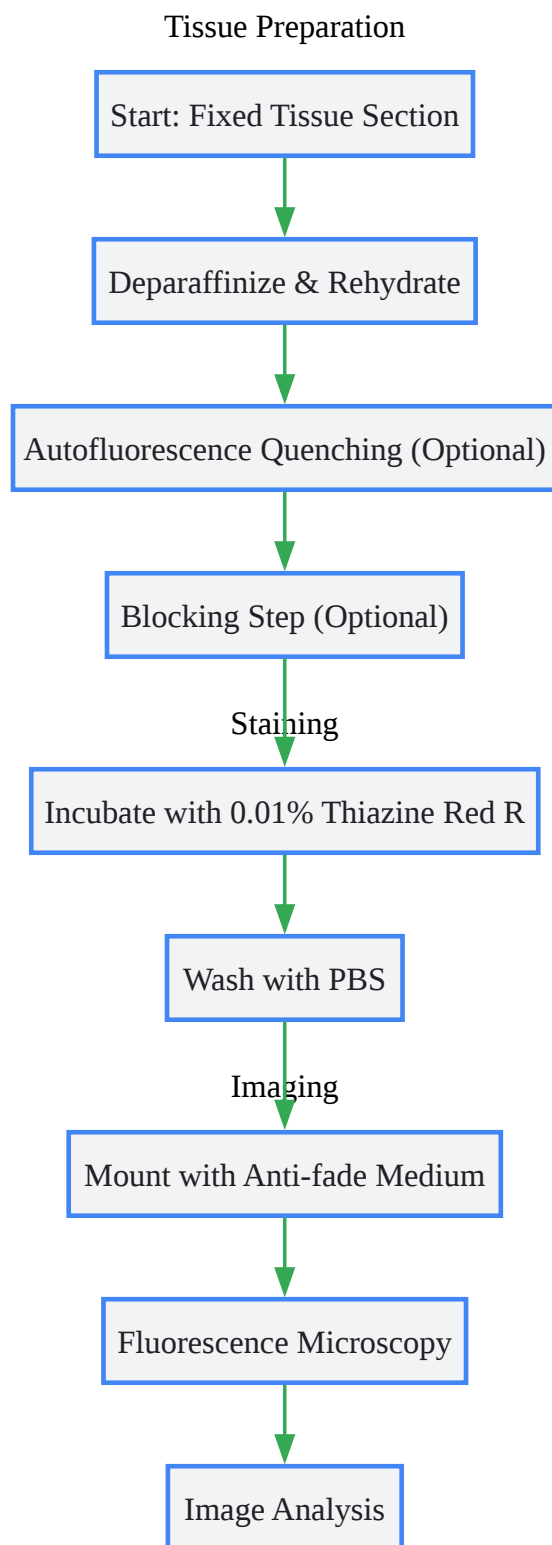 Tissue Preparation
Start: Fixed Tissue Section
Deparaffinize & Rehydrate
Autofluorescence Quenching (Optional)
Blocking Step (Optional)
Staining
Incubate with 0.01% Thiazine Red R
Wash with PBS
Imaging
Mount with Anti-fade Medium
Fluorescence Microscopy
Image Analysis